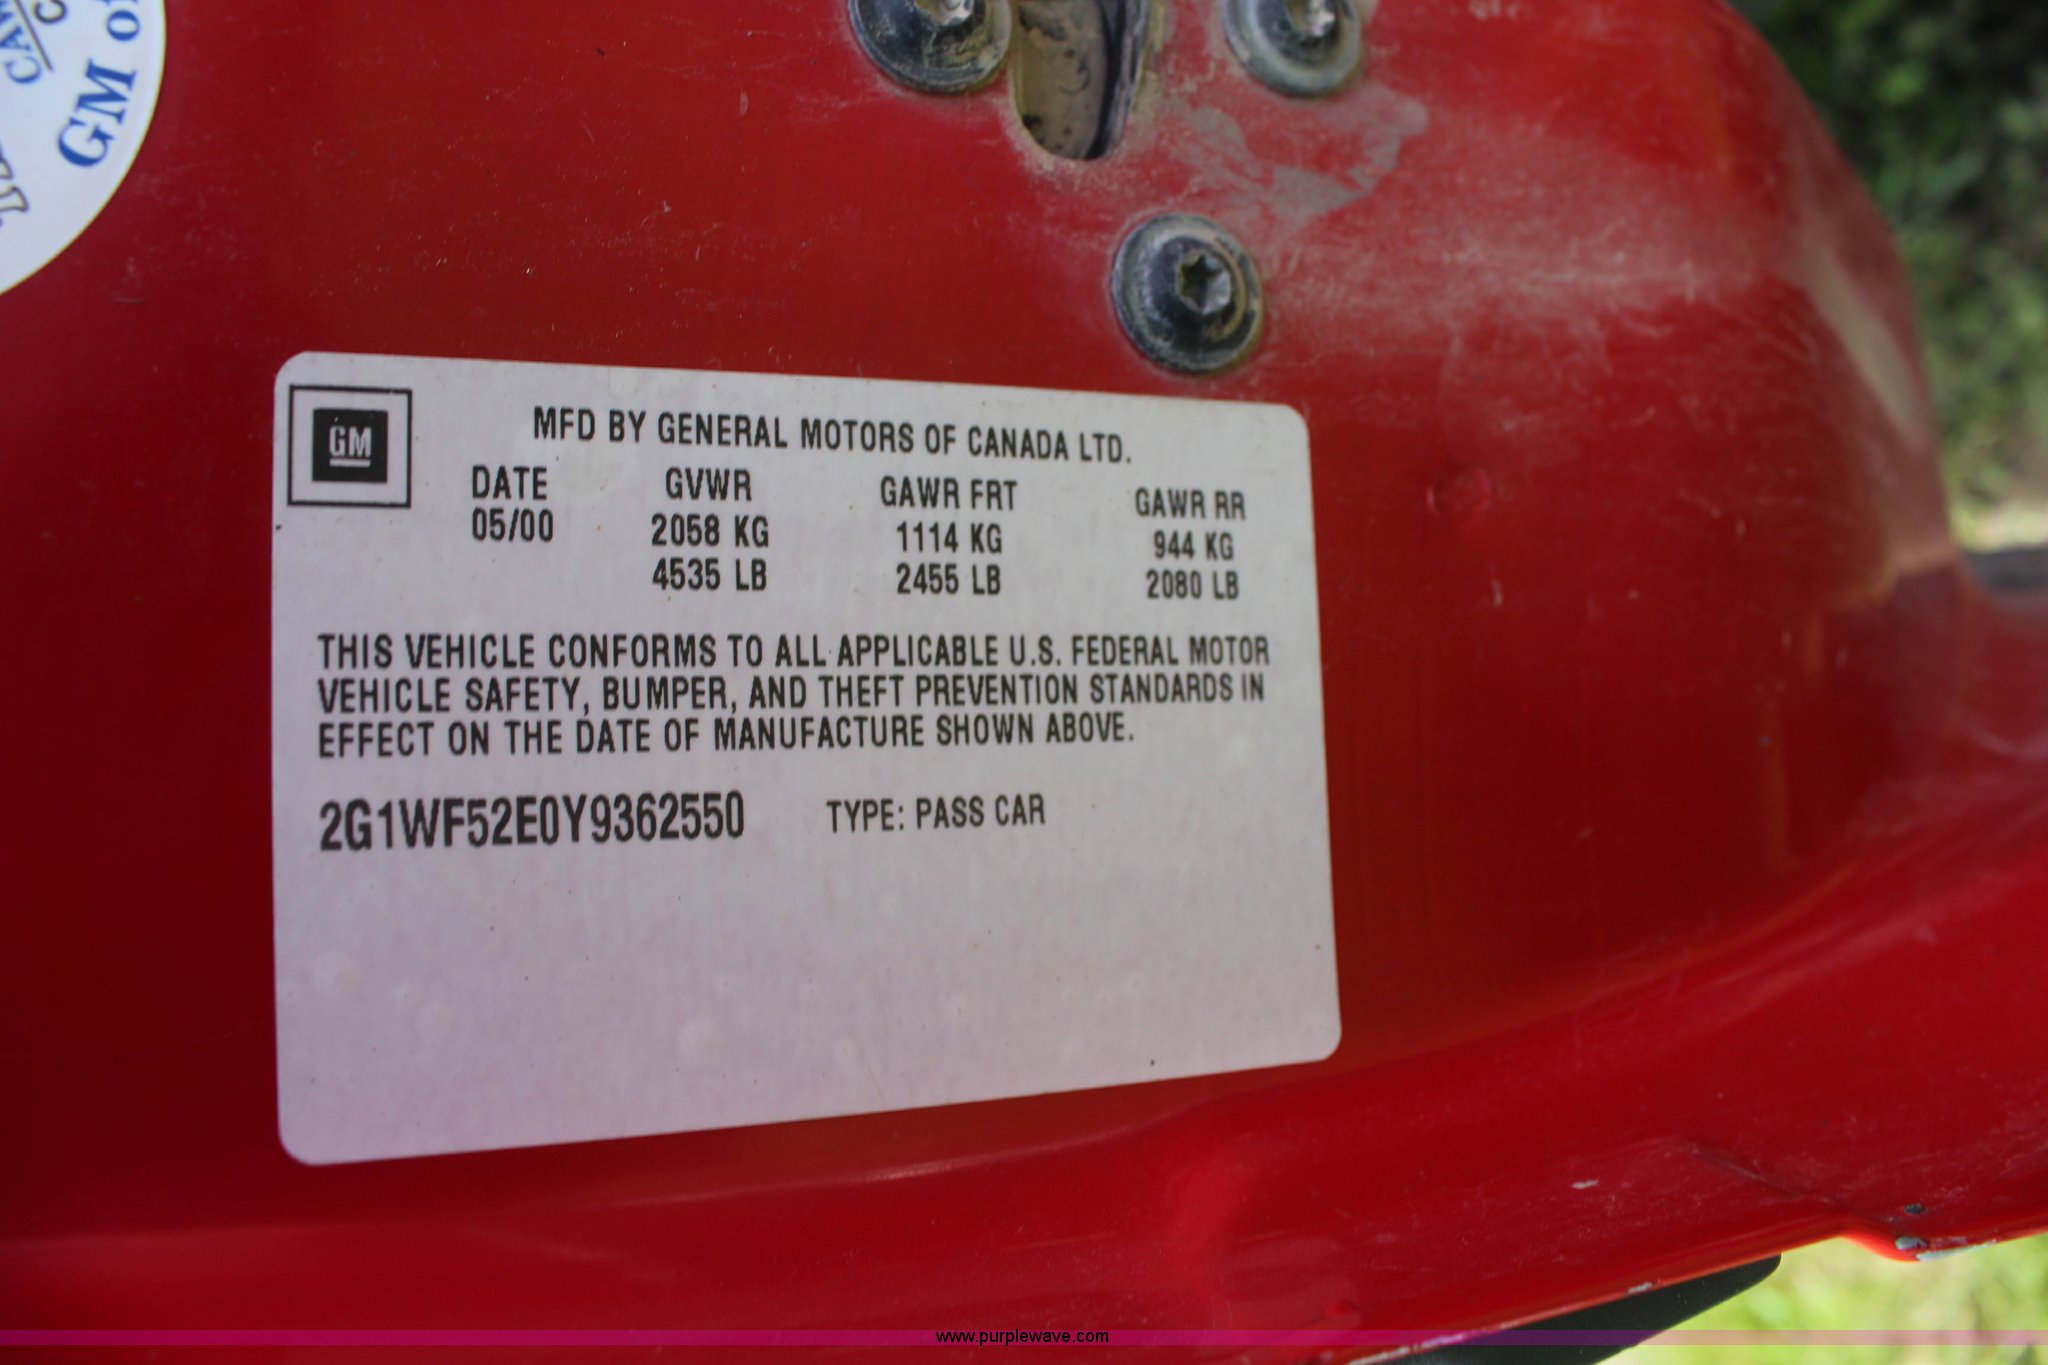 GM
GM
MFD BY GENERAL MOTORS OF CANADA LTD.
DATE GVWR GAWR FRT GAWR RR
05/00 2058 KG 1114 KG 944 KG
4535 LB 2455 LB 2080 LB
THIS VEHICLE CONFORMS TO ALL APPLICABLE U.S. FEDERAL MOTOR
VEHICLE SAFETY, BUMPER, AND THEFT PREVENTION STANDARDS IN
EFFECT ON THE DATE OF MANUFACTURE SHOWN ABOVE.
2G1WF52E0Y9362550 TYPE: PASS CAR
www.purplewave.com